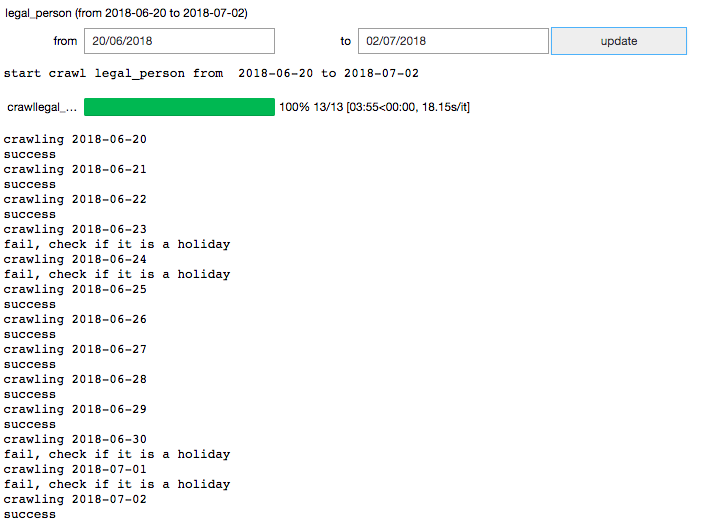 legal_person (from 2018-06-20 to 2018-07-02)
from 20/06/2018 to 02/07/2018 update
start crawl legal_person from  2018-06-20 to 2018-07-02
crawllegal_... 100% 13/13 [03:55<00:00, 18.15s/it]
crawling 2018-06-20
success
crawling 2018-06-21
success
crawling 2018-06-22
success
crawling 2018-06-23
fail, check if it is a holiday
crawling 2018-06-24
fail, check if it is a holiday
crawling 2018-06-25
success
crawling 2018-06-26
success
crawling 2018-06-27
success
crawling 2018-06-28
success
crawling 2018-06-29
success
crawling 2018-06-30
fail, check if it is a holiday
crawling 2018-07-01
fail, check if it is a holiday
crawling 2018-07-02
success